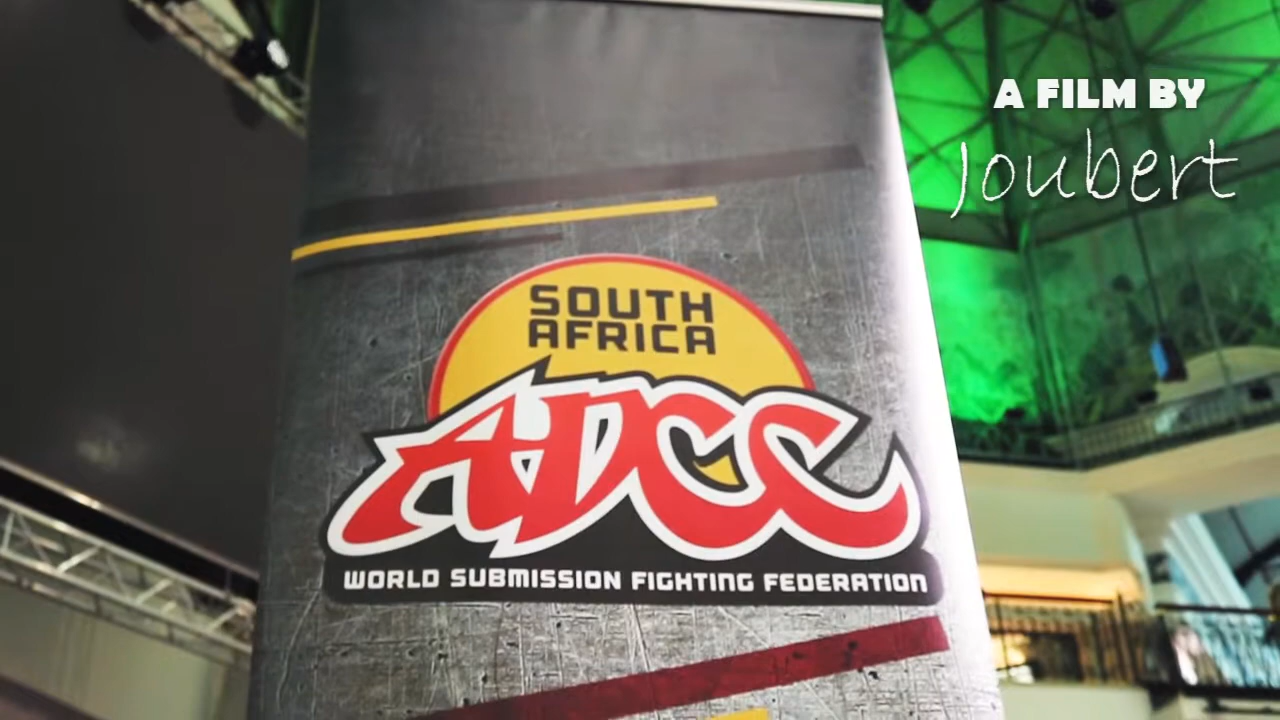 A FILM BY
Joubert
SOUTH
AFRICA
ADCC
WORLD SUBMISSION FIGHTING FEDERATION